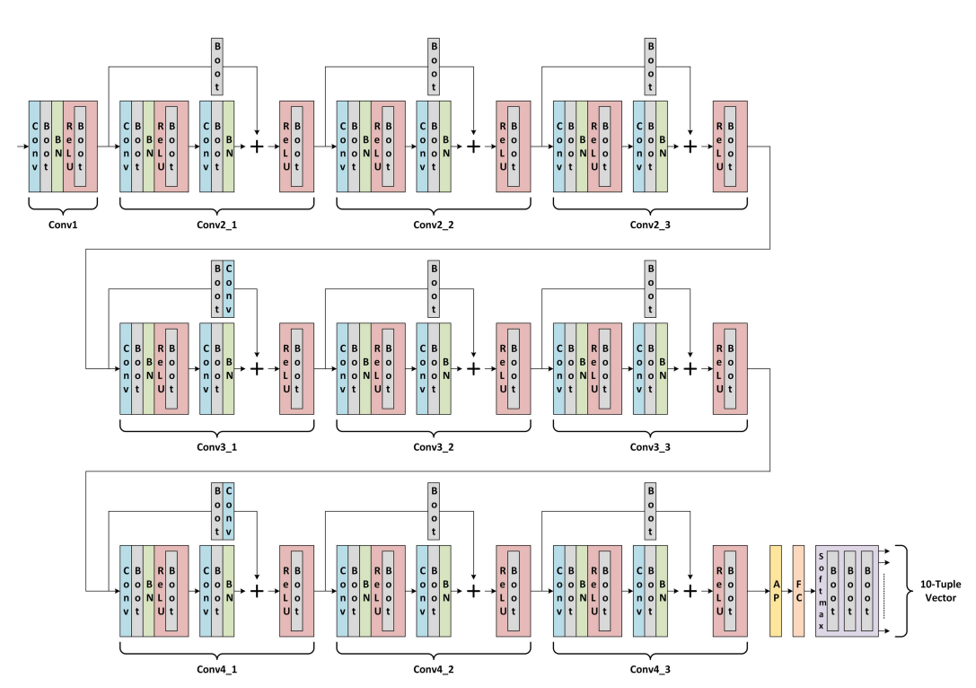 Boot
Boot
Boot
Conv Boot BN ReLU Boot
Conv Boot BN ReLU Boot Conv Boot BN + ReLU Boot
Conv Boot BN ReLU Boot Conv Boot BN + ReLU Boot
Conv Boot BN ReLU Boot Conv Boot BN + ReLU Boot
Conv1
Conv2_1
Conv2_2
Conv2_3
Boot Conv
Boot
Boot
Conv Boot BN ReLU Boot Conv Boot BN + ReLU Boot
Conv Boot BN ReLU Boot Conv Boot BN + ReLU Boot
Conv Boot BN ReLU Boot Conv Boot BN + ReLU Boot
Conv3_1
Conv3_2
Conv3_3
Boot Conv
Boot
Boot
Conv Boot BN ReLU Boot Conv Boot BN + ReLU Boot
Conv Boot BN ReLU Boot Conv Boot BN + ReLU Boot
Conv Boot BN ReLU Boot Conv Boot BN + ReLU Boot
AP
FC
Softmax Boot Boot Boot
10-Tuple
Vector
Conv4_1
Conv4_2
Conv4_3